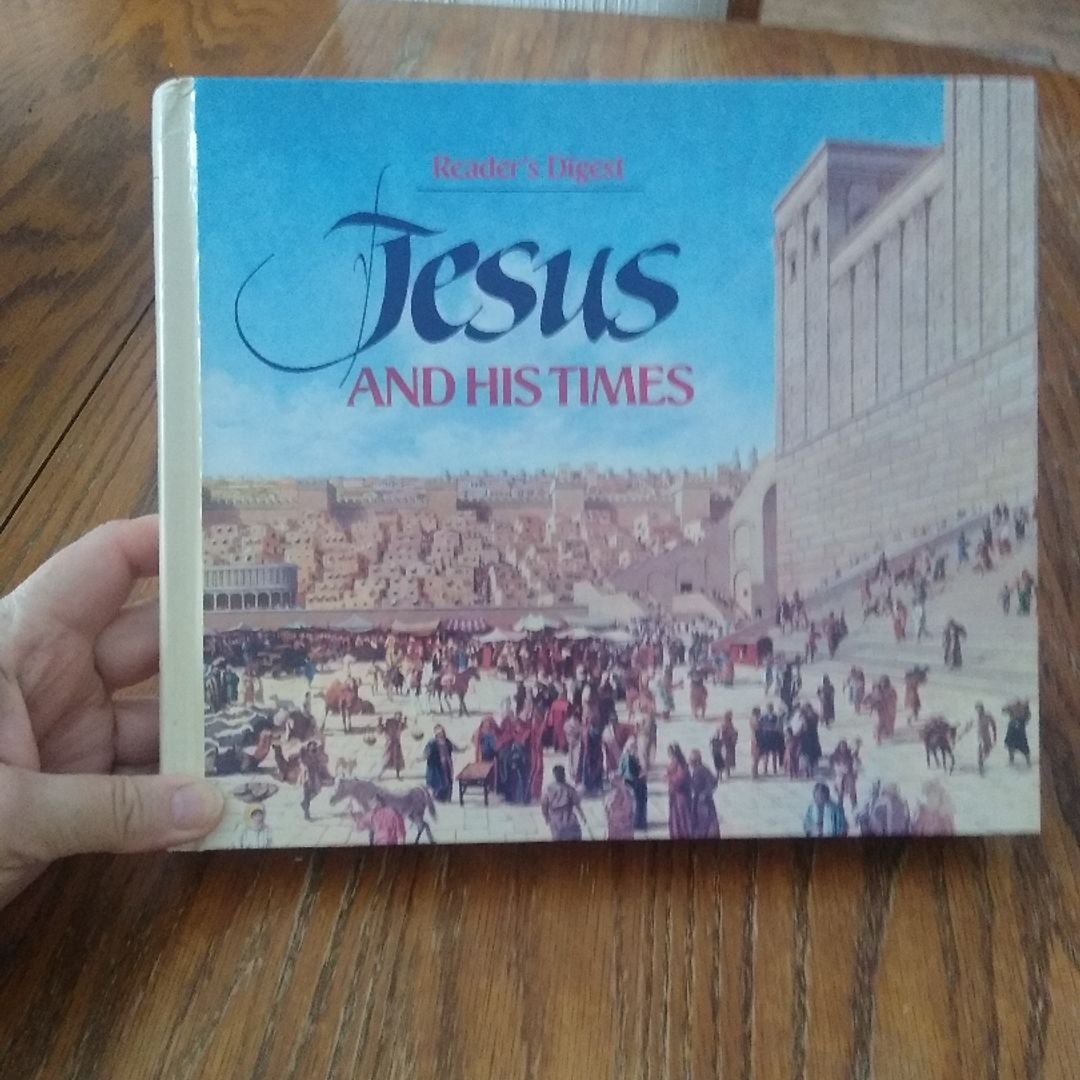 Reader's Digest
Jesus
AND HIS TIMES